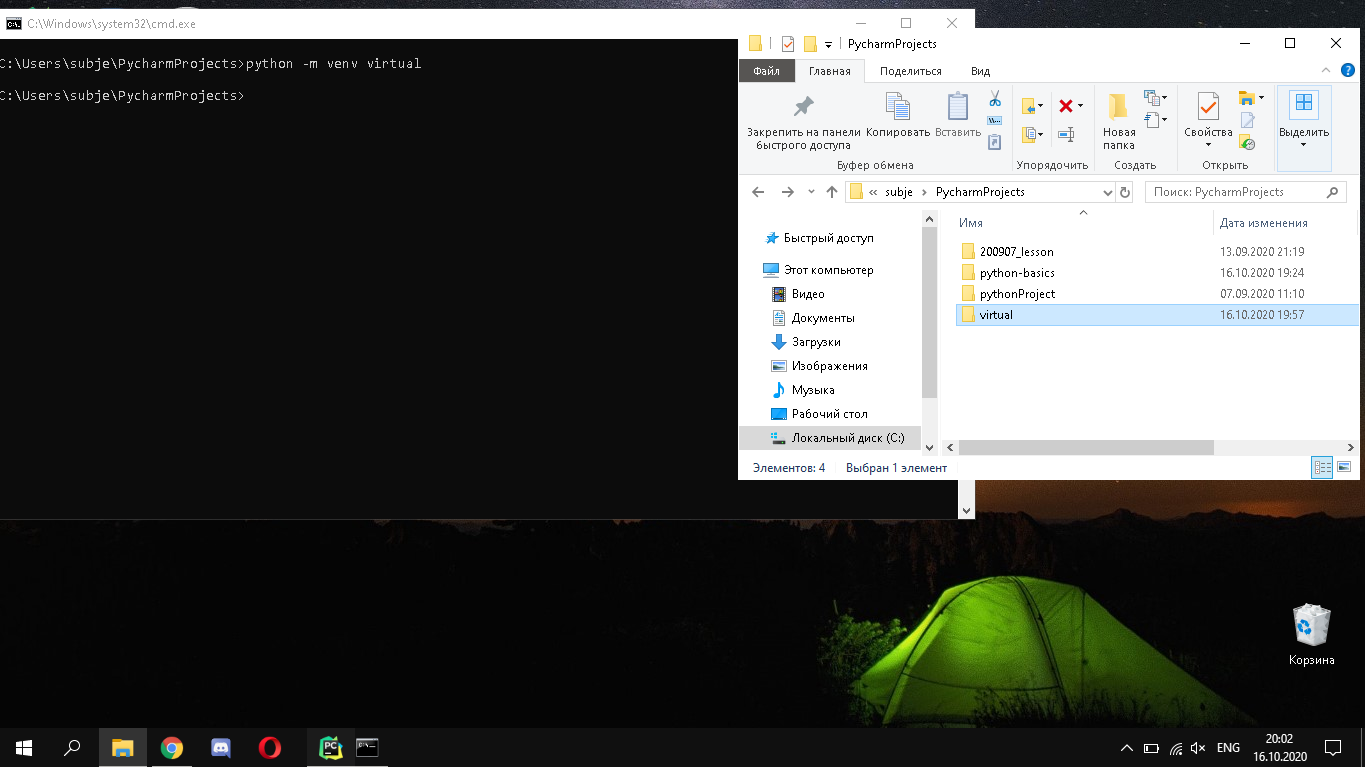 C:\Windows\system32\cmd.exe
C:\Users\subje\PycharmProjects>python -m venv virtual
C:\Users\subje\PycharmProjects>
PycharmProjects
Файл
Главная
Поделиться
Вид
Закрепить на панели
быстрого доступа
Копировать
Вставить
Буфер обмена
Упорядочить
Новая
папка
Создать
Свойства
Открыть
Выделить
« subje > PycharmProjects
Поиск: PycharmProjects
Быстрый доступ
Этот компьютер
Видео
Документы
Загрузки
Изображения
Музыка
Рабочий стол
Локальный диск (C:)
Имя
Дата изменения
200907_lesson 13.09.2020 21:19
python-basics 16.10.2020 19:24
pythonProject 07.09.2020 11:10
virtual 16.10.2020 19:57
Элементов: 4
Выбран 1 элемент
Корзина
PC
ENG
20:02
16.10.2020